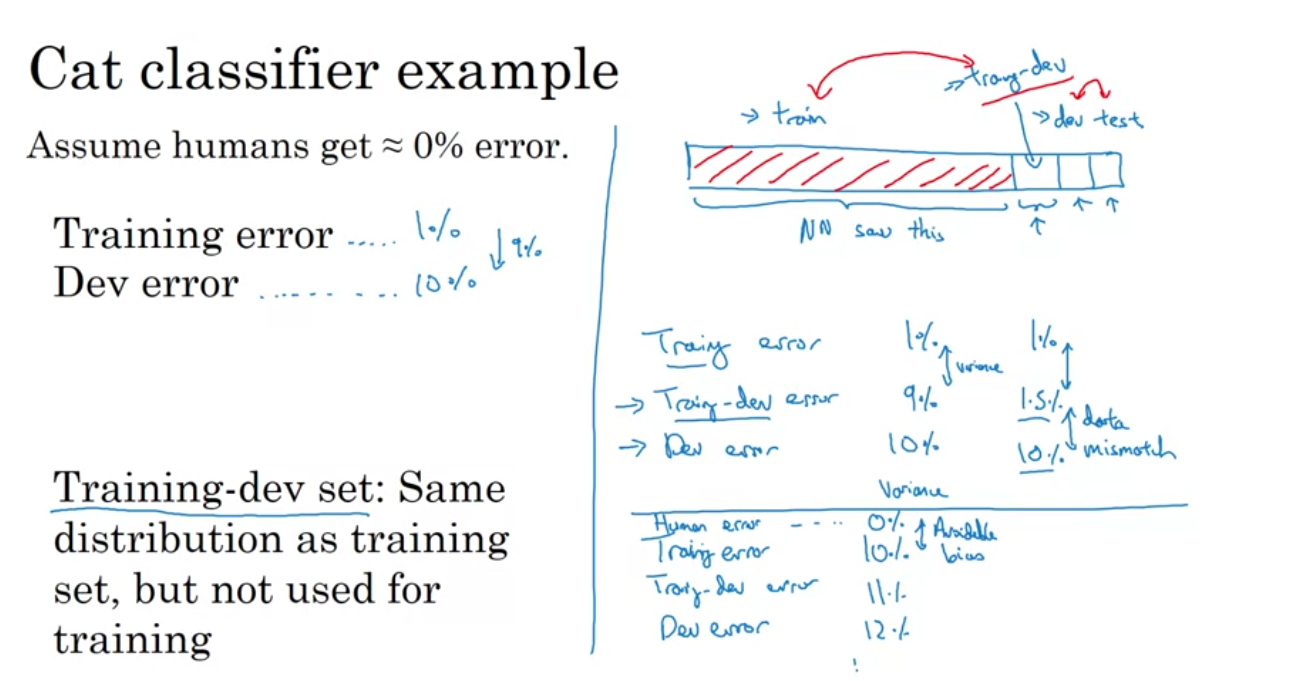 Cat classifier example
Assume humans get ≈ 0% error.
Training error ..... 1%
↓ 9%
Dev error ......... 10%
Training-dev set: Same
distribution as training
set, but not used for
training
→ train
→ traing-dev
→ dev test
NN saw this
Traing error 1% 1%
variance
→ Traing-dev error 9% 1.5%
→ Dev error 10% 10%
data
mismatch
Variance
Human error ---.. 0%
Traing error 10%
Avoidable
bias
Traing-dev error 11%
Dev error 12%